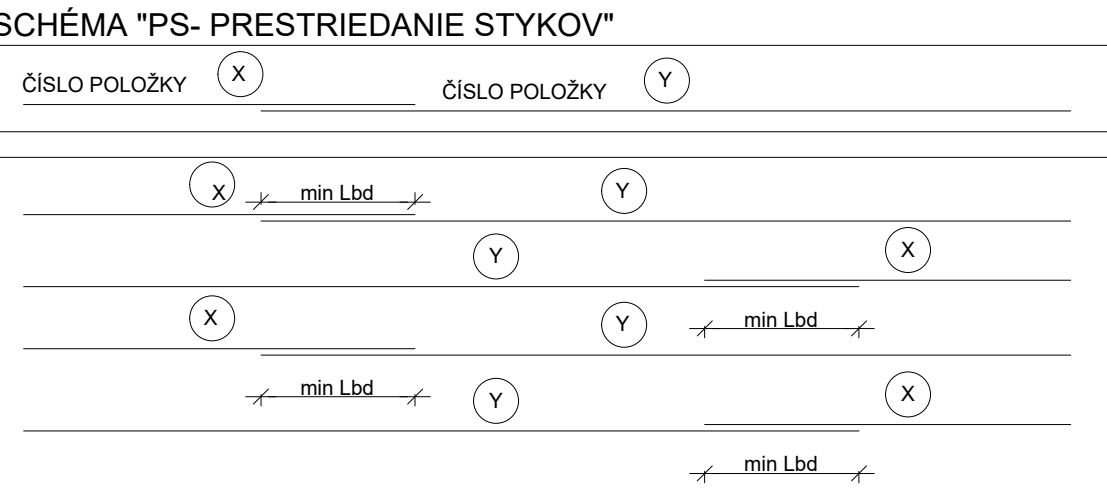 SCHÉMA "PS- PRESTRIEDANIE STYKOV"
ČÍSLO POLOŽKY X ČÍSLO POLOŽKY Y
X min Lbd Y
Y X
X Y min Lbd
min Lbd Y X
min Lbd